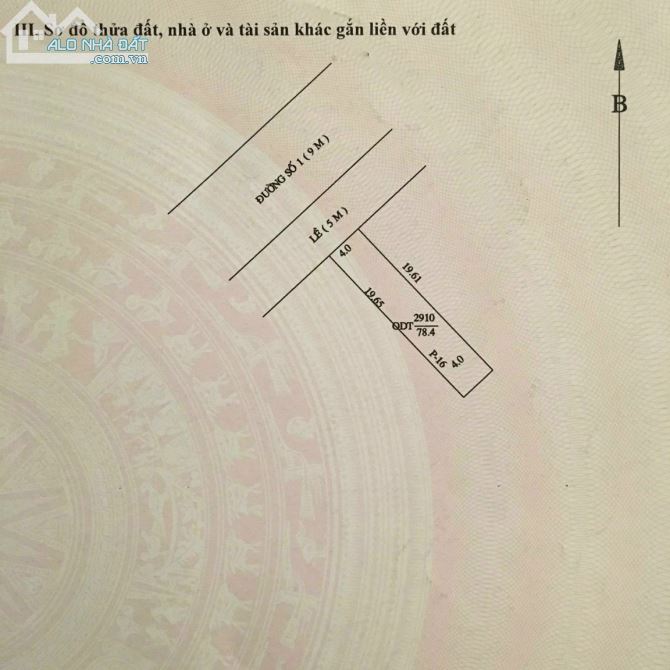 III. Sơ đồ thửa đất, nhà ở và tài sản khác gắn liền với đất
ALO NHÀ ĐẤT
.com.vn
B
ĐƯỜNG SỐ 1 ( 9 M )
LỀ ( 5 M )
4.0
19.61
19.65
ODT 2910
78.4
P-16
4.0